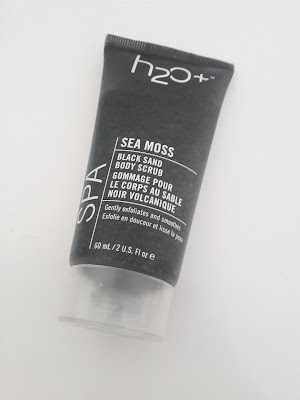 h2o+™
SPA
SEA MOSS
BLACK SAND
BODY SCRUB
GOMMAGE POUR
LE CORPS AU SABLE
NOIR VOLCANIQUE
Gently exfoliates and smoothes
Exfolie en douceur et lisse la peau
60 mL / 2 U.S. Fl oz e